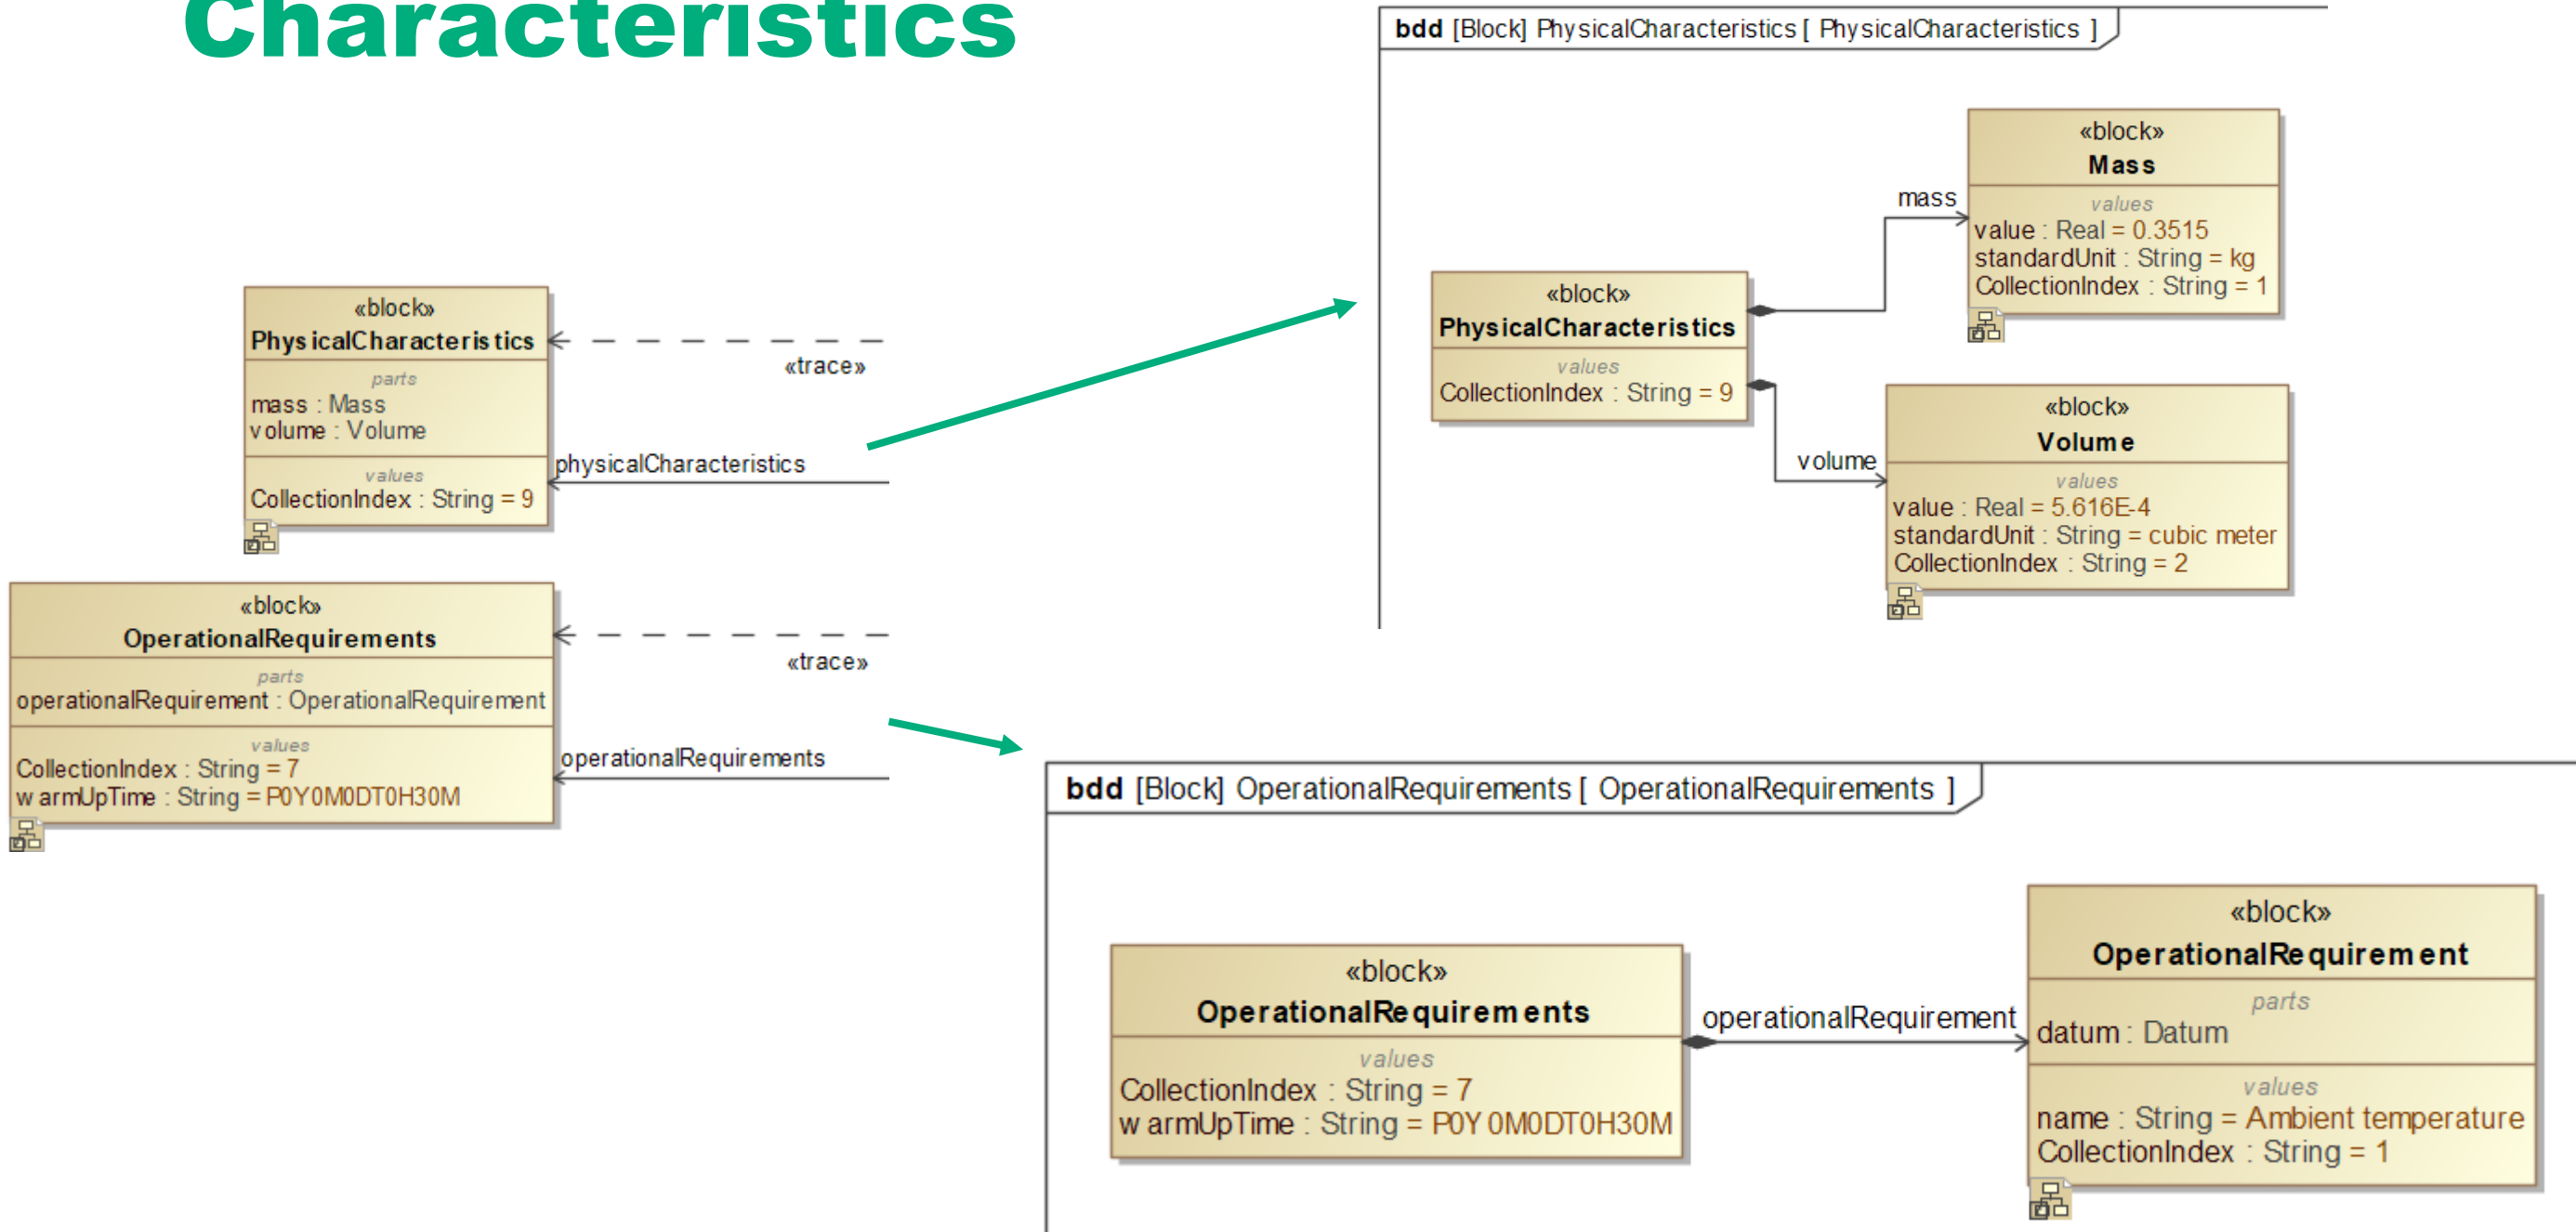 Characteristics
«block»
PhysicalCharacteristics
parts
mass : Mass
volume : Volume
values
CollectionIndex : String = 9
«trace»
physicalCharacteristics
«block»
OperationalRequirements
parts
operationalRequirement : OperationalRequirement
values
CollectionIndex : String = 7
warmUpTime : String = P0Y0M0DT0H30M
«trace»
operationalRequirements
bdd [Block] PhysicalCharacteristics [ PhysicalCharacteristics ]
«block»
PhysicalCharacteristics
values
CollectionIndex : String = 9
mass
«block»
Mass
values
value : Real = 0.3515
standardUnit : String = kg
CollectionIndex : String = 1
volume
«block»
Volume
values
value : Real = 5.616E-4
standardUnit : String = cubic meter
CollectionIndex : String = 2
bdd [Block] OperationalRequirements [ OperationalRequirements ]
«block»
OperationalRequirements
values
CollectionIndex : String = 7
warmUpTime : String = P0Y0M0DT0H30M
operationalRequirement
«block»
OperationalRequirement
parts
datum : Datum
values
name : String = Ambient temperature
CollectionIndex : String = 1